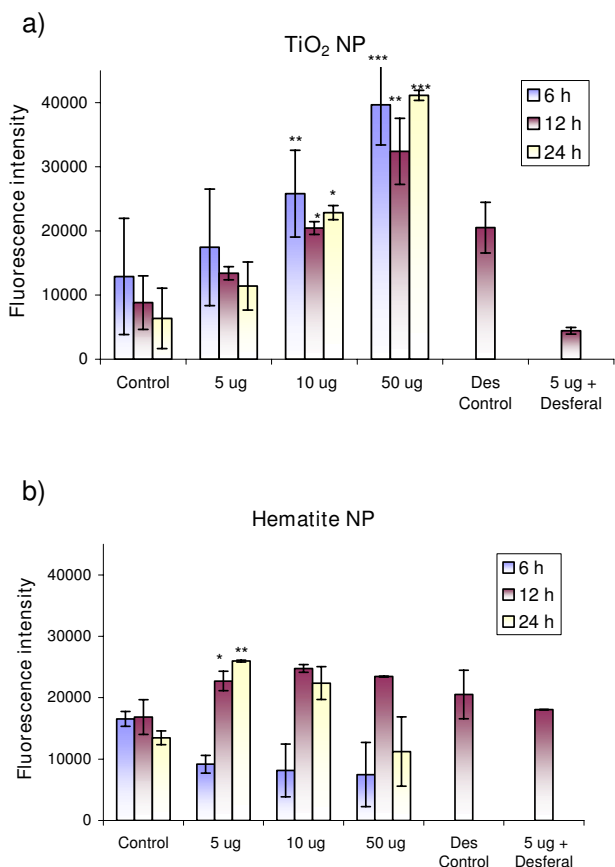 a)
TiO2 NP
Fluorescence intensity
40000
30000
20000
10000
0
***
**
***
**
*
*
6 h
12 h
24 h
Control 5 ug 10 ug 50 ug Des Control 5 ug + Desferal
b)
Hematite NP
Fluorescence intensity
40000
30000
20000
10000
0
* **
6 h
12 h
24 h
Control 5 ug 10 ug 50 ug Des Control 5 ug + Desferal